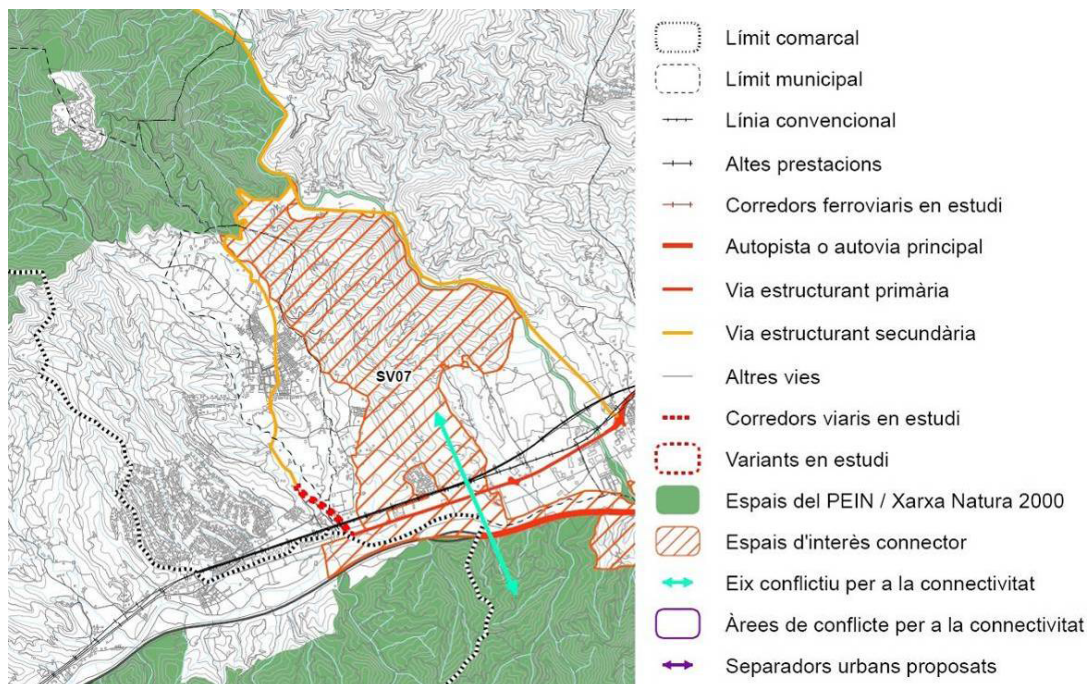 SV07
Límit comarcal
Límit municipal
Línia convencional
Altes prestacions
Corredors ferroviaris en estudi
Autopista o autovia principal
Via estructurant primària
Via estructurant secundària
Altres vies
Corredors viaris en estudi
Variants en estudi
Espais del PEIN / Xarxa Natura 2000
Espais d'interès connector
Eix conflictiu per a la connectivitat
Àrees de conflicte per a la connectivitat
Separadors urbans proposats